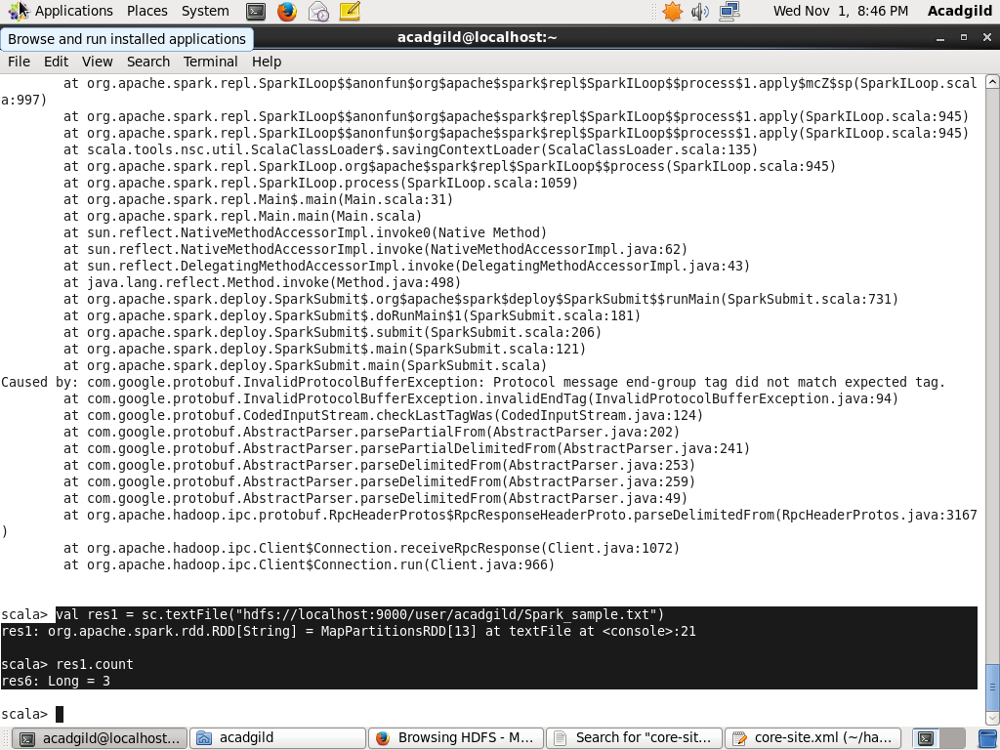 Applications Places System Wed Nov 1, 8:46 PM Acadgild
Browse and run installed applications
acadgild@localhost:~
File Edit View Search Terminal Help
at org.apache.spark.repl.SparkILoop$$anonfun$org$apache$spark$repl$SparkILoop$$process$1.apply$mcZ$sp(SparkILoop.scal
a:997)
at org.apache.spark.repl.SparkILoop$$anonfun$org$apache$spark$repl$SparkILoop$$process$1.apply(SparkILoop.scala:945)
at org.apache.spark.repl.SparkILoop$$anonfun$org$apache$spark$repl$SparkILoop$$process$1.apply(SparkILoop.scala:945)
at scala.tools.nsc.util.ScalaClassLoader$.savingContextLoader(ScalaClassLoader.scala:135)
at org.apache.spark.repl.SparkILoop.org$apache$spark$repl$SparkILoop$$process(SparkILoop.scala:945)
at org.apache.spark.repl.SparkILoop.process(SparkILoop.scala:1059)
at org.apache.spark.repl.Main$.main(Main.scala:31)
at org.apache.spark.repl.Main.main(Main.scala)
at sun.reflect.NativeMethodAccessorImpl.invoke0(Native Method)
at sun.reflect.NativeMethodAccessorImpl.invoke(NativeMethodAccessorImpl.java:62)
at sun.reflect.DelegatingMethodAccessorImpl.invoke(DelegatingMethodAccessorImpl.java:43)
at java.lang.reflect.Method.invoke(Method.java:498)
at org.apache.spark.deploy.SparkSubmit$.org$apache$spark$deploy$SparkSubmit$$runMain(SparkSubmit.scala:731)
at org.apache.spark.deploy.SparkSubmit$.doRunMain$1(SparkSubmit.scala:181)
at org.apache.spark.deploy.SparkSubmit$.submit(SparkSubmit.scala:206)
at org.apache.spark.deploy.SparkSubmit$.main(SparkSubmit.scala:121)
at org.apache.spark.deploy.SparkSubmit.main(SparkSubmit.scala)
Caused by: com.google.protobuf.InvalidProtocolBufferException: Protocol message end-group tag did not match expected tag.
at com.google.protobuf.InvalidProtocolBufferException.invalidEndTag(InvalidProtocolBufferException.java:94)
at com.google.protobuf.CodedInputStream.checkLastTagWas(CodedInputStream.java:124)
at com.google.protobuf.AbstractParser.parsePartialFrom(AbstractParser.java:202)
at com.google.protobuf.AbstractParser.parsePartialDelimitedFrom(AbstractParser.java:241)
at com.google.protobuf.AbstractParser.parseDelimitedFrom(AbstractParser.java:253)
at com.google.protobuf.AbstractParser.parseDelimitedFrom(AbstractParser.java:259)
at com.google.protobuf.AbstractParser.parseDelimitedFrom(AbstractParser.java:49)
at org.apache.hadoop.ipc.protobuf.RpcHeaderProtos$RpcResponseHeaderProto.parseDelimitedFrom(RpcHeaderProtos.java:3167
)
at org.apache.hadoop.ipc.Client$Connection.receiveRpcResponse(Client.java:1072)
at org.apache.hadoop.ipc.Client$Connection.run(Client.java:966)
scala> val res1 = sc.textFile("hdfs://localhost:9000/user/acadgild/Spark_sample.txt")
res1: org.apache.spark.rdd.RDD[String] = MapPartitionsRDD[13] at textFile at <console>:21
scala> res1.count
res6: Long = 3
scala>
acadgild@localhost... acadgild Browsing HDFS - M... Search for "core-sit... core-site.xml (~/ha...